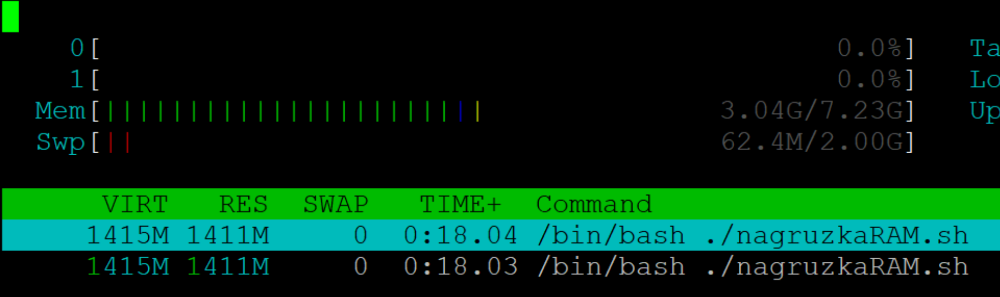 0[ 0.0%] Ta
1[ 0.0%] Lo
Mem[|||||||||||||||||||||||3.04G/7.23G] Up
Swp[|| 62.4M/2.00G]
VIRT RES SWAP TIME+ Command
1415M 1411M 0 0:18.04 /bin/bash ./nagruzkaRAM.sh
1415M 1411M 0 0:18.03 /bin/bash ./nagruzkaRAM.sh